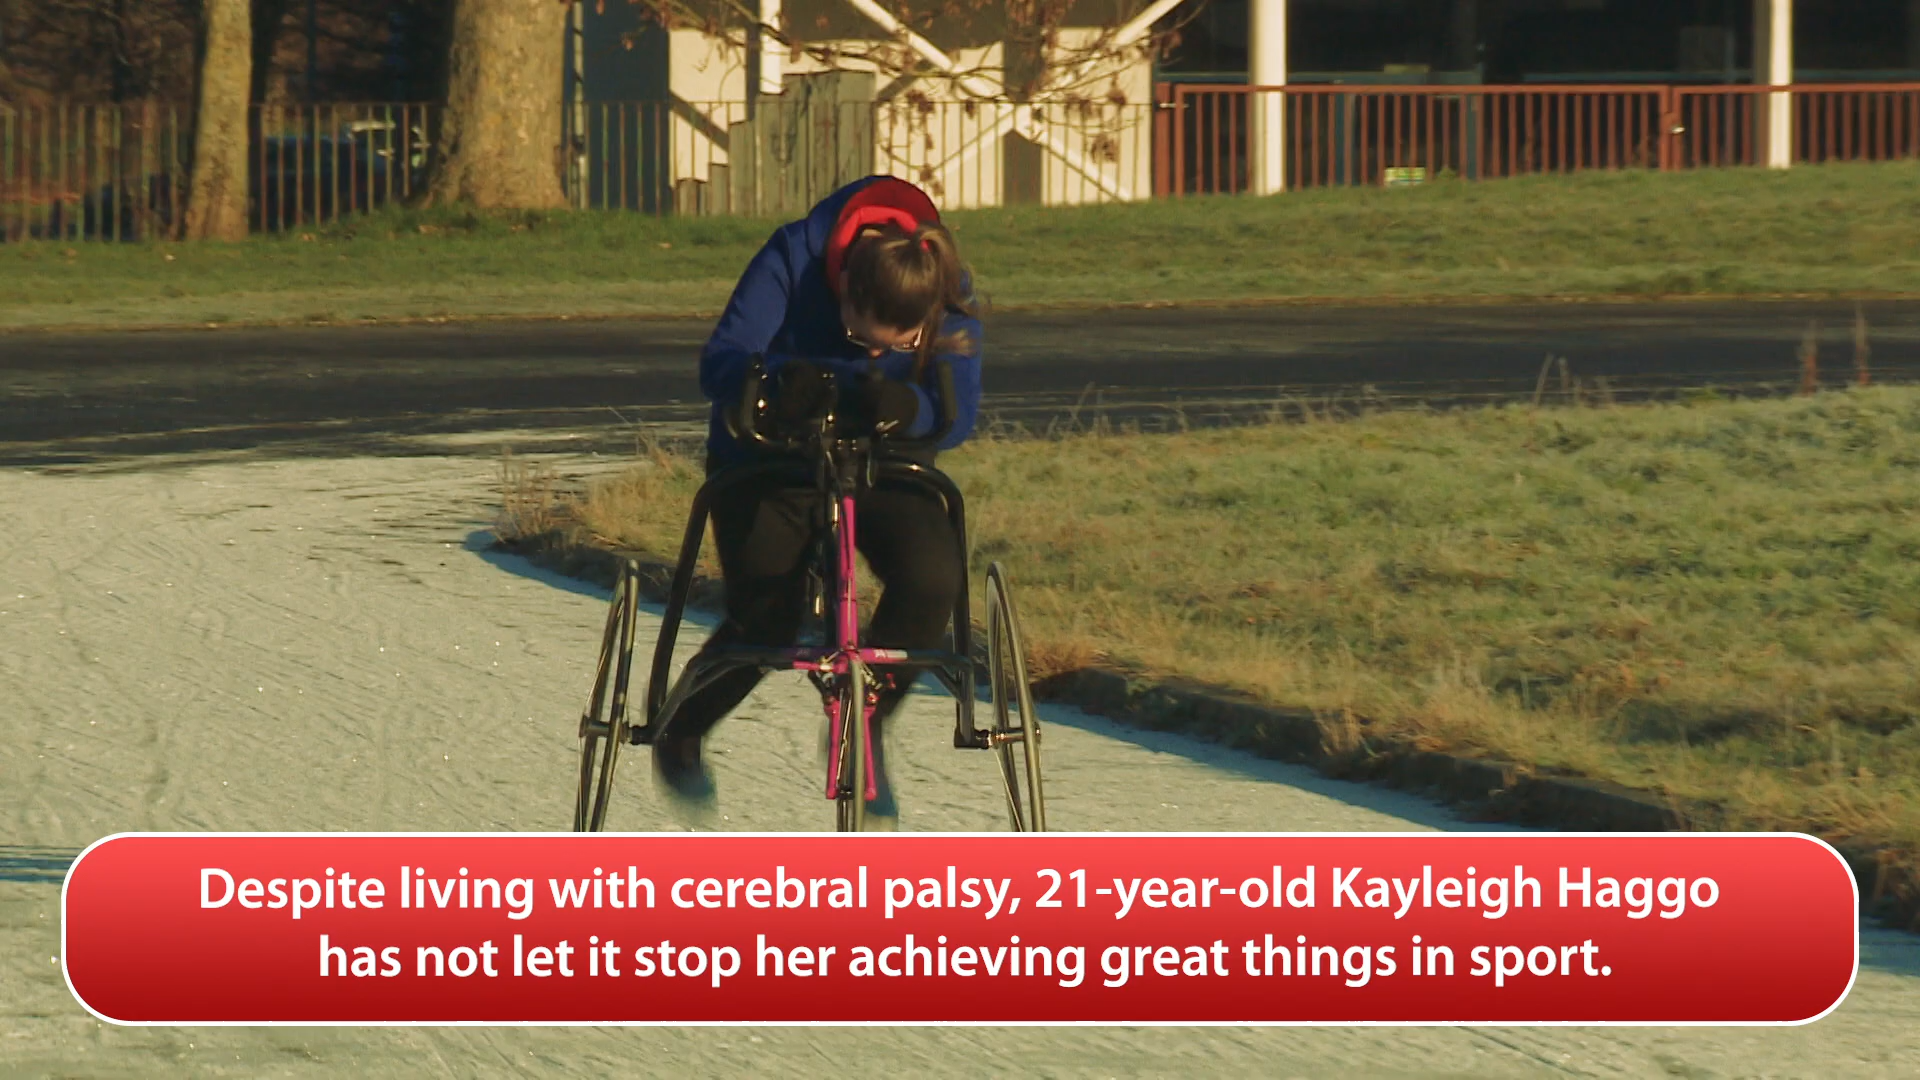 Despite living with cerebral palsy, 21-year-old Kayleigh Haggo
has not let it stop her achieving great things in sport.